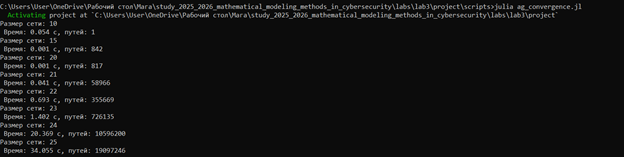 C:\Users\User\OneDrive\Рабочий стол\Mara\study_2025_2026_mathematical_modeling_methods_in_cybersecurity\labs\lab3\project\scripts>julia ag_convergence.jl
Activating project at `C:\Users\User\OneDrive\Рабочий стол\Mara\study_2025_2026_mathematical_modeling_methods_in_cybersecurity\labs\lab3\project`
Размер сети: 10
Время: 0.054 с, путей: 1
Размер сети: 15
Время: 0.001 с, путей: 842
Размер сети: 20
Время: 0.001 с, путей: 817
Размер сети: 21
Время: 0.041 с, путей: 58966
Размер сети: 22
Время: 0.693 с, путей: 355669
Размер сети: 23
Время: 1.402 с, путей: 726135
Размер сети: 24
Время: 20.369 с, путей: 10596200
Размер сети: 25
Время: 34.055 с, путей: 19097246